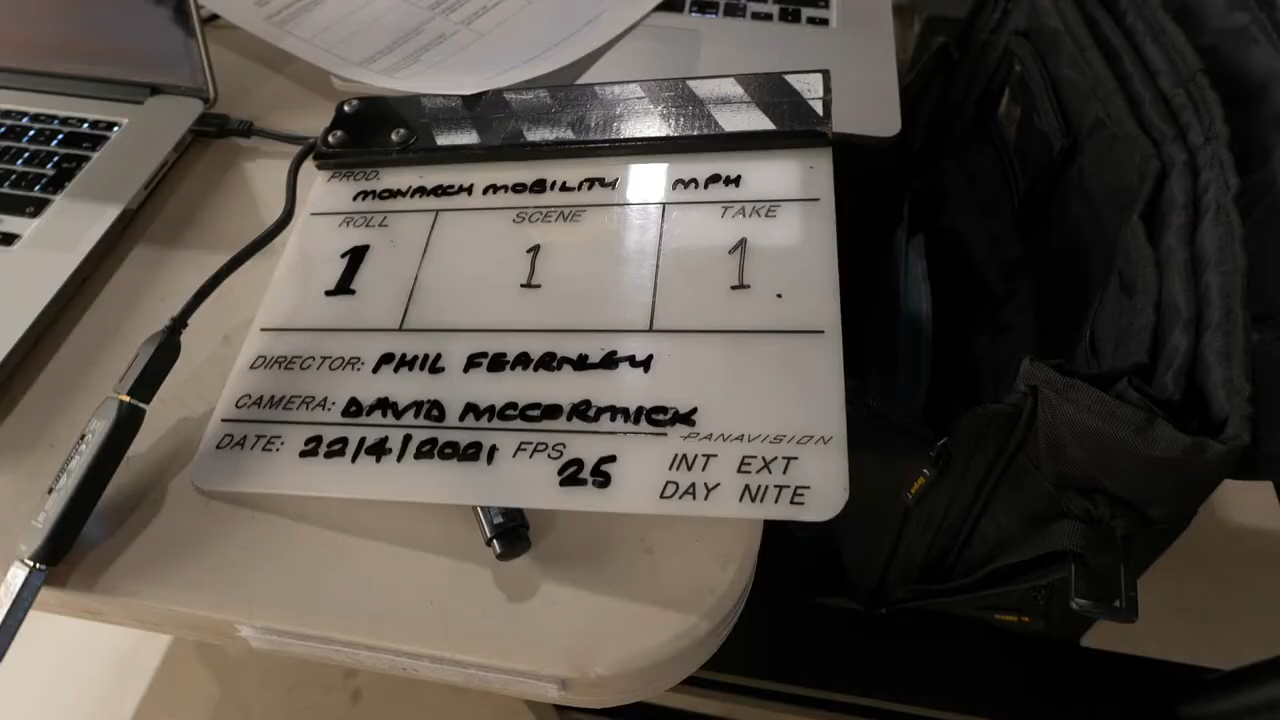 PROD. MONARCH MOBILITY MPH
ROLL SCENE TAKE
1 1 1.
DIRECTOR: PHIL FEARNLEY
CAMERA: DAVID MCCORMICK
DATE: 22/4/2021 FPS 25
PANAVISION
INT EXT
DAY NITE